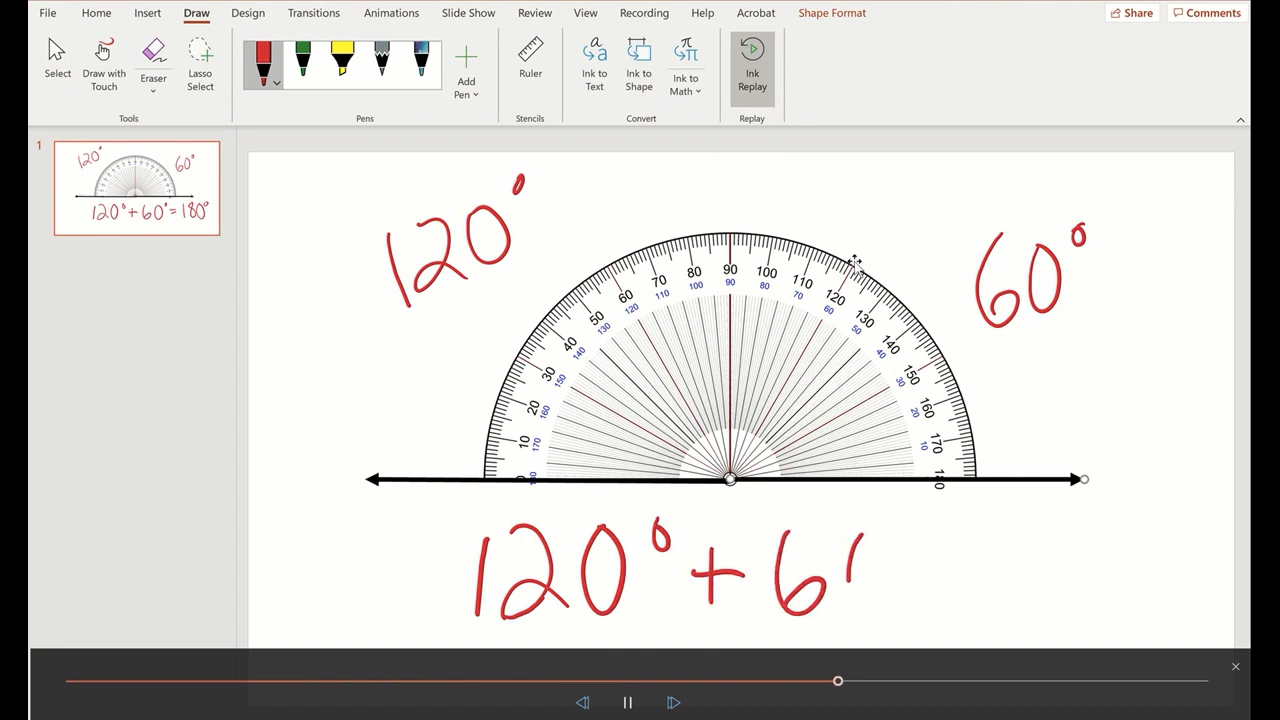 File Home Insert Draw Design Transitions Animations Slide Show Review View Recording Help Acrobat Shape Format Share Comments
Select
Draw with
Touch
Eraser
Lasso
Select
Add
Pen
Ruler
Ink to
Text
Ink to
Shape
Ink to
Math
Ink
Replay
Tools Pens Stencils Convert Replay
1
120° 60°
120° + 60° = 180°
120°
60°
0 10 20 30 40 50 60 70 80 90 100 110 120 130 140 150 160 170 180
180 170 160 150 140 130 120 110 100 90 80 70 60 50 40 30 20 10
120° + 6